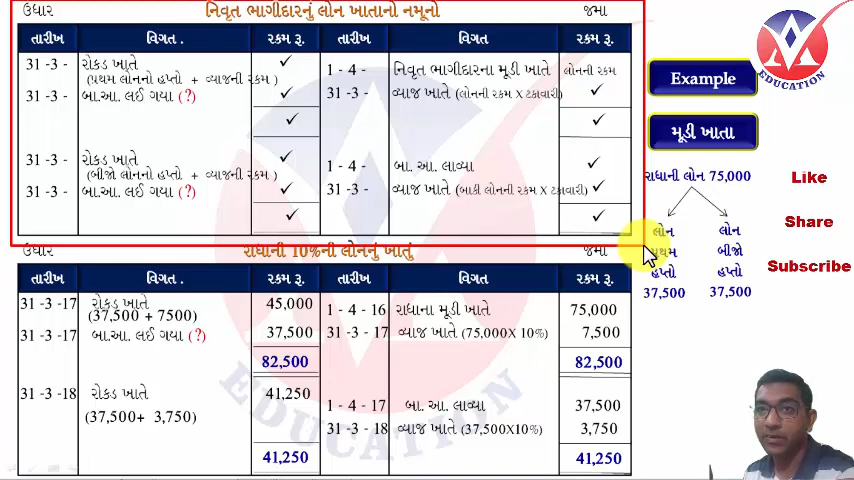 ઉધાર નિવૃત ભાગીદારનું લોન ખાતાનો નમૂનો જમા
તારીખ વિગત . રકમ રૂ. તારીખ વિગત રકમ રૂ.
31 -3 - રોકડ ખાતે ✓ 1 - 4 - નિવૃત ભાગીદારના મૂડી ખાતે લોનની રકમ
(પ્રથમ લોનનો હપ્તો + વ્યાજની રકમ )
31 -3 - બા.આ. લઈ ગયા (?) ✓ 31 -3 - વ્યાજ ખાતે (લોનની રકમ X ટકાવારી) ✓
✓ ✓
31 -3 - રોકડ ખાતે ✓ 1 -4 - બા. આ. લાવ્યા ✓
(બીજો લોનનો હપ્તો + વ્યાજની રકમ )
31 -3 - બા.આ. લઈ ગયા (?) ✓ 31 -3 - વ્યાજ ખાતે (બાકી લોનની રકમ X ટકાવારી) ✓
✓ ✓
ઉધાર રાધાની 10%ની લોનનું ખાતું જમા
તારીખ વિગત રકમ રૂ. તારીખ વિગત રકમ રૂ.
31 -3 -17 રોકડ ખાતે 45,000 1 - 4 - 16 રાધાના મૂડી ખાતે 75,000
(37,500 + 7500)
31 -3 -17 બા.આ. લઈ ગયા (?) 37,500 31 -3 - 17 વ્યાજ ખાતે (75,000X 10%) 7,500
82,500 82,500
31 -3 -18 રોકડ ખાતે 41,250
1 - 4 - 17 બા. આ. લાવ્યા 37,500
(37,500+ 3,750)
31 -3 - 18 વ્યાજ ખાતે (37,500X10%) 3,750
41,250 41,250
EDUCATION
Example
મૂડી ખાતા
રાધાની લોન 75,000
લોન લોન
પ્રથમ બીજો
હપ્તો હપ્તો
37,500 37,500
Like
Share
Subscribe
EDUCATION